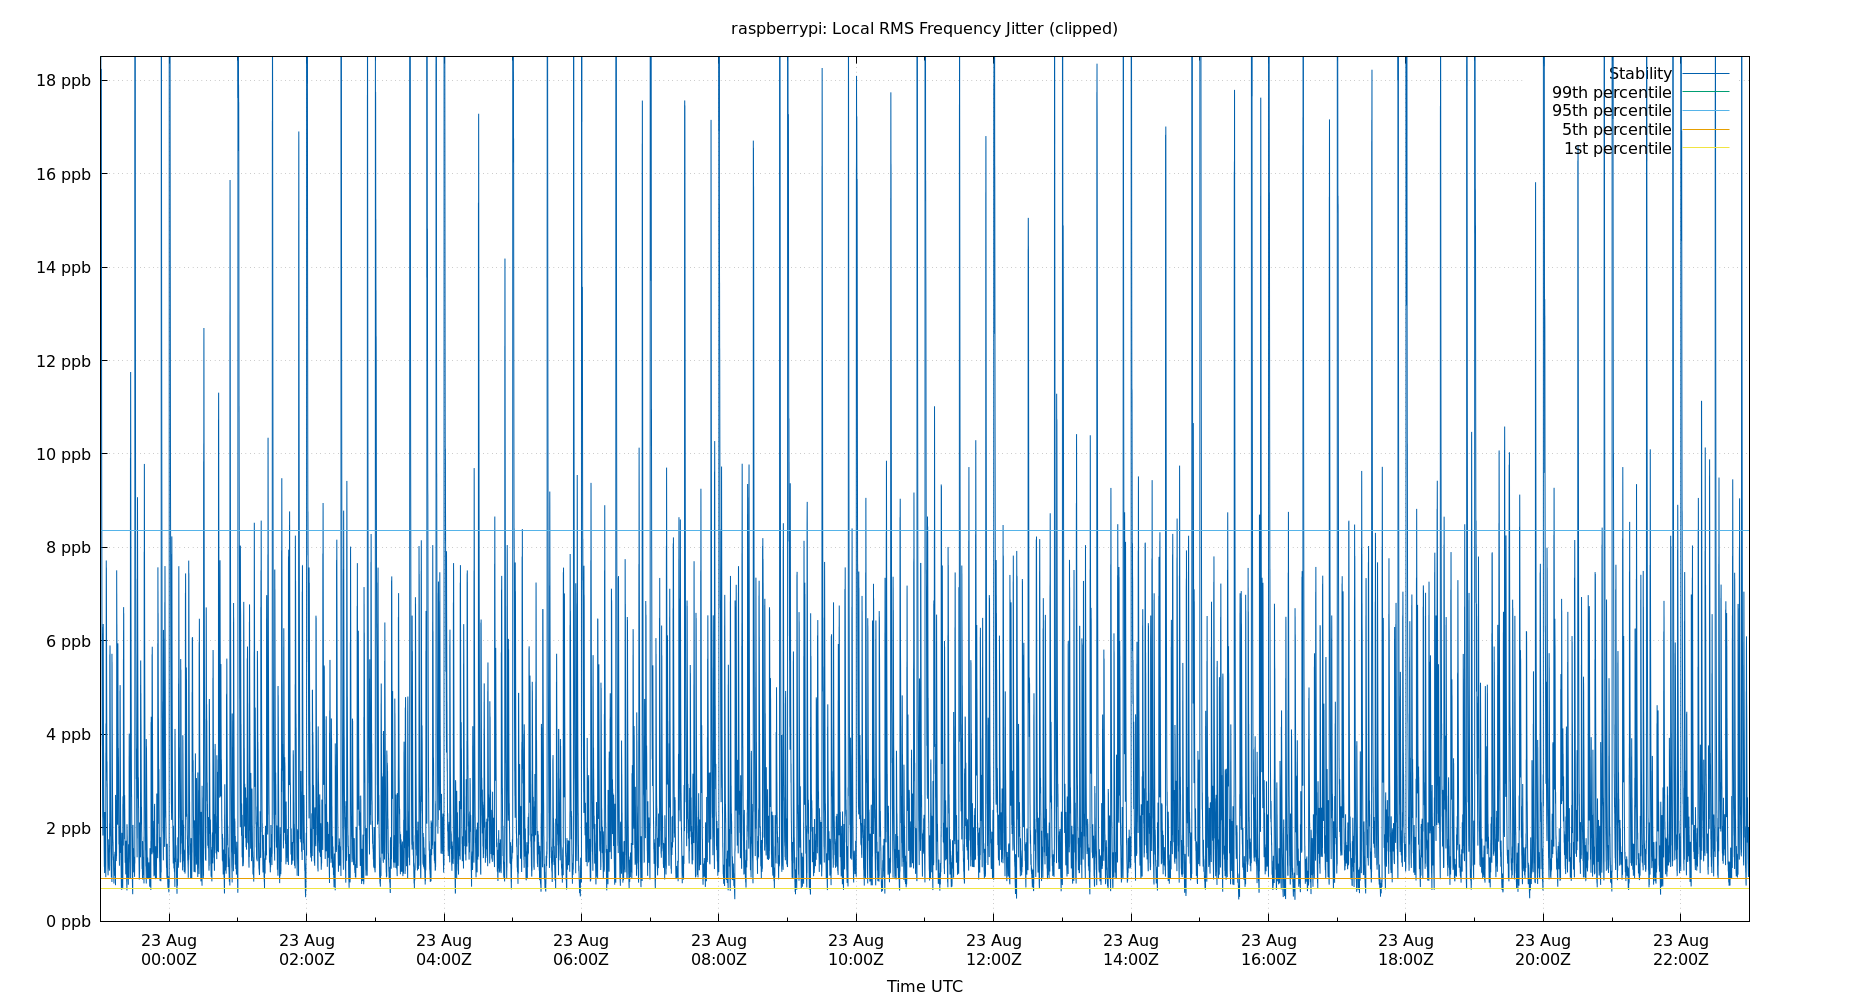 raspberrypi: Local RMS Frequency Jitter (clipped)
18 ppb
16 ppb
14 ppb
12 ppb
10 ppb
8 ppb
6 ppb
4 ppb
2 ppb
0 ppb
Stability
99th percentile
95th percentile
5th percentile
1st percentile
23 Aug 23 Aug 23 Aug 23 Aug 23 Aug 23 Aug 23 Aug 23 Aug 23 Aug 23 Aug 23 Aug 23 Aug
00:00Z 02:00Z 04:00Z 06:00Z 08:00Z 10:00Z 12:00Z 14:00Z 16:00Z 18:00Z 20:00Z 22:00Z
Time UTC